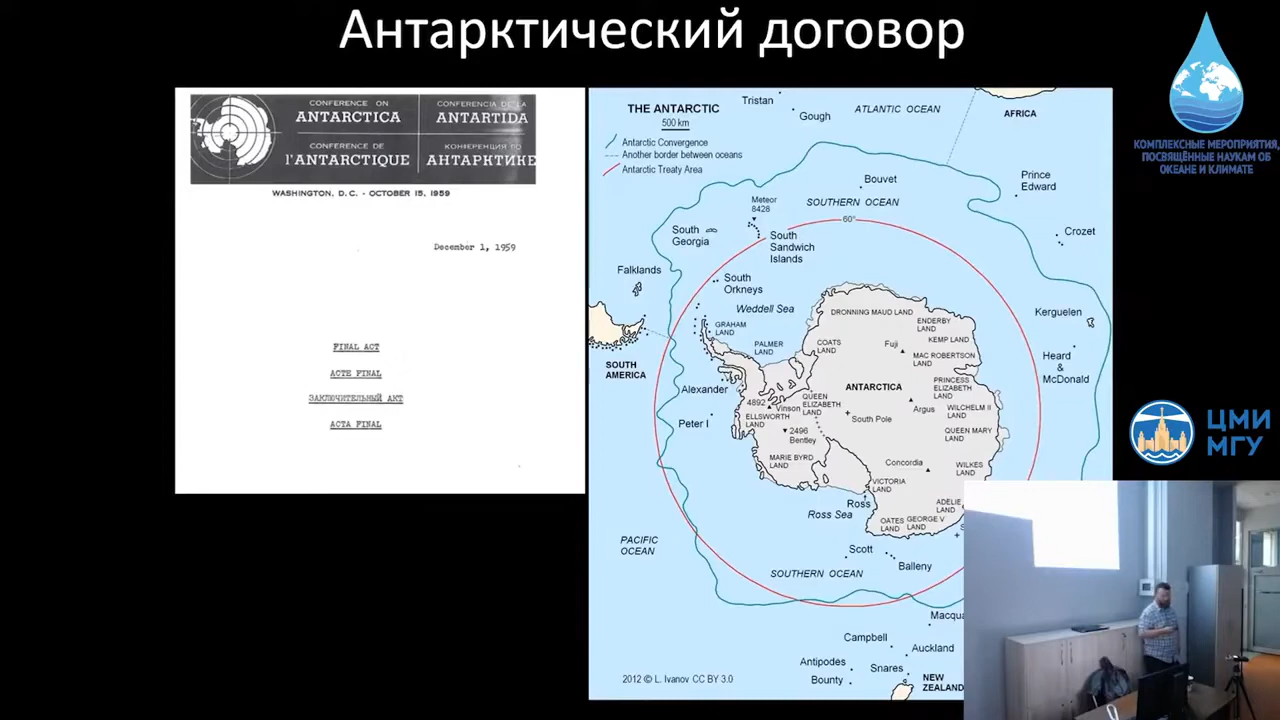 Антарктический договор
CONFERENCE ON
ANTARCTICA
CONFERENCIA DE LA
ANTARTIDA
CONFERENCE DE
l'ANTARCTIQUE
КОНФЕРЕНЦИЯ ПО
АНТАРКТИКЕ
WASHINGTON, D.C. - OCTOBER 15, 1959
December 1, 1959
FINAL ACT
ACTE FINAL
ЗАКЛЮЧИТЕЛЬНЫЙ АКТ
ACTA FINAL
THE ANTARCTIC
500 km
Antarctic Convergence
Another border between oceans
Antarctic Treaty Area
Tristan
Gough
ATLANTIC OCEAN
AFRICA
Bouvet
SOUTHERN OCEAN
Prince
Edward
Meteor
8428
60°
South
Georgia
South
Sandwich
Islands
Crozet
Falklands
South
Orkneys
Weddell Sea
Kerguelen
DRONNING MAUD LAND
ENDERBY
LAND
GRAHAM
LAND
PALMER
LAND
COATS
LAND
Fuji
KEMP LAND
MAC ROBERTSON
LAND
Heard
&
McDonald
SOUTH
AMERICA
Alexander
ANTARCTICA
PRINCESS
ELIZABETH
LAND
4892
Vinson
QUEEN
ELIZABETH
LAND
Argus
WILCHELM II
LAND
ELLSWORTH
LAND
South Pole
Peter I
2496
Bentley
QUEEN MARY
LAND
MARIE BYRD
LAND
Concordia
WILKES
LAND
VICTORIA
LAND
Ross
Ross Sea
ADELIE
LAND
OATES
LAND
GEORGE V
LAND
PACIFIC
OCEAN
Scott
Balleny
SOUTHERN OCEAN
Campbell
Auckland
Antipodes
Snares
Bounty
NEW
ZEALAND
2012 © L. Ivanov CC BY 3.0
КОМПЛЕКСНЫЕ МЕРОПРИЯТИЯ,
ПОСВЯЩЁННЫЕ НАУКАМ ОБ
ОКЕАНЕ И КЛИМАТЕ
ЦМИ
МГУ